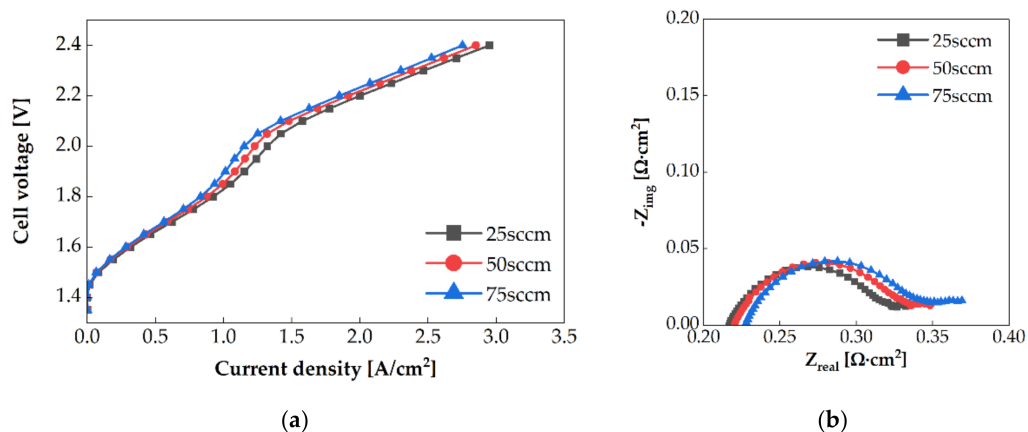 2.4
2.2
2.0
1.8
1.6
1.4
Cell voltage [V]
25sccm
50sccm
75sccm
0.0 0.5 1.0 1.5 2.0 2.5 3.0 3.5
Current density [A/cm²]
(a)
0.20
0.15
0.10
0.05
0.00
-Z_img [Ω·cm²]
25sccm
50sccm
75sccm
0.20 0.25 0.30 0.35 0.40
Z_real [Ω·cm²]
(b)